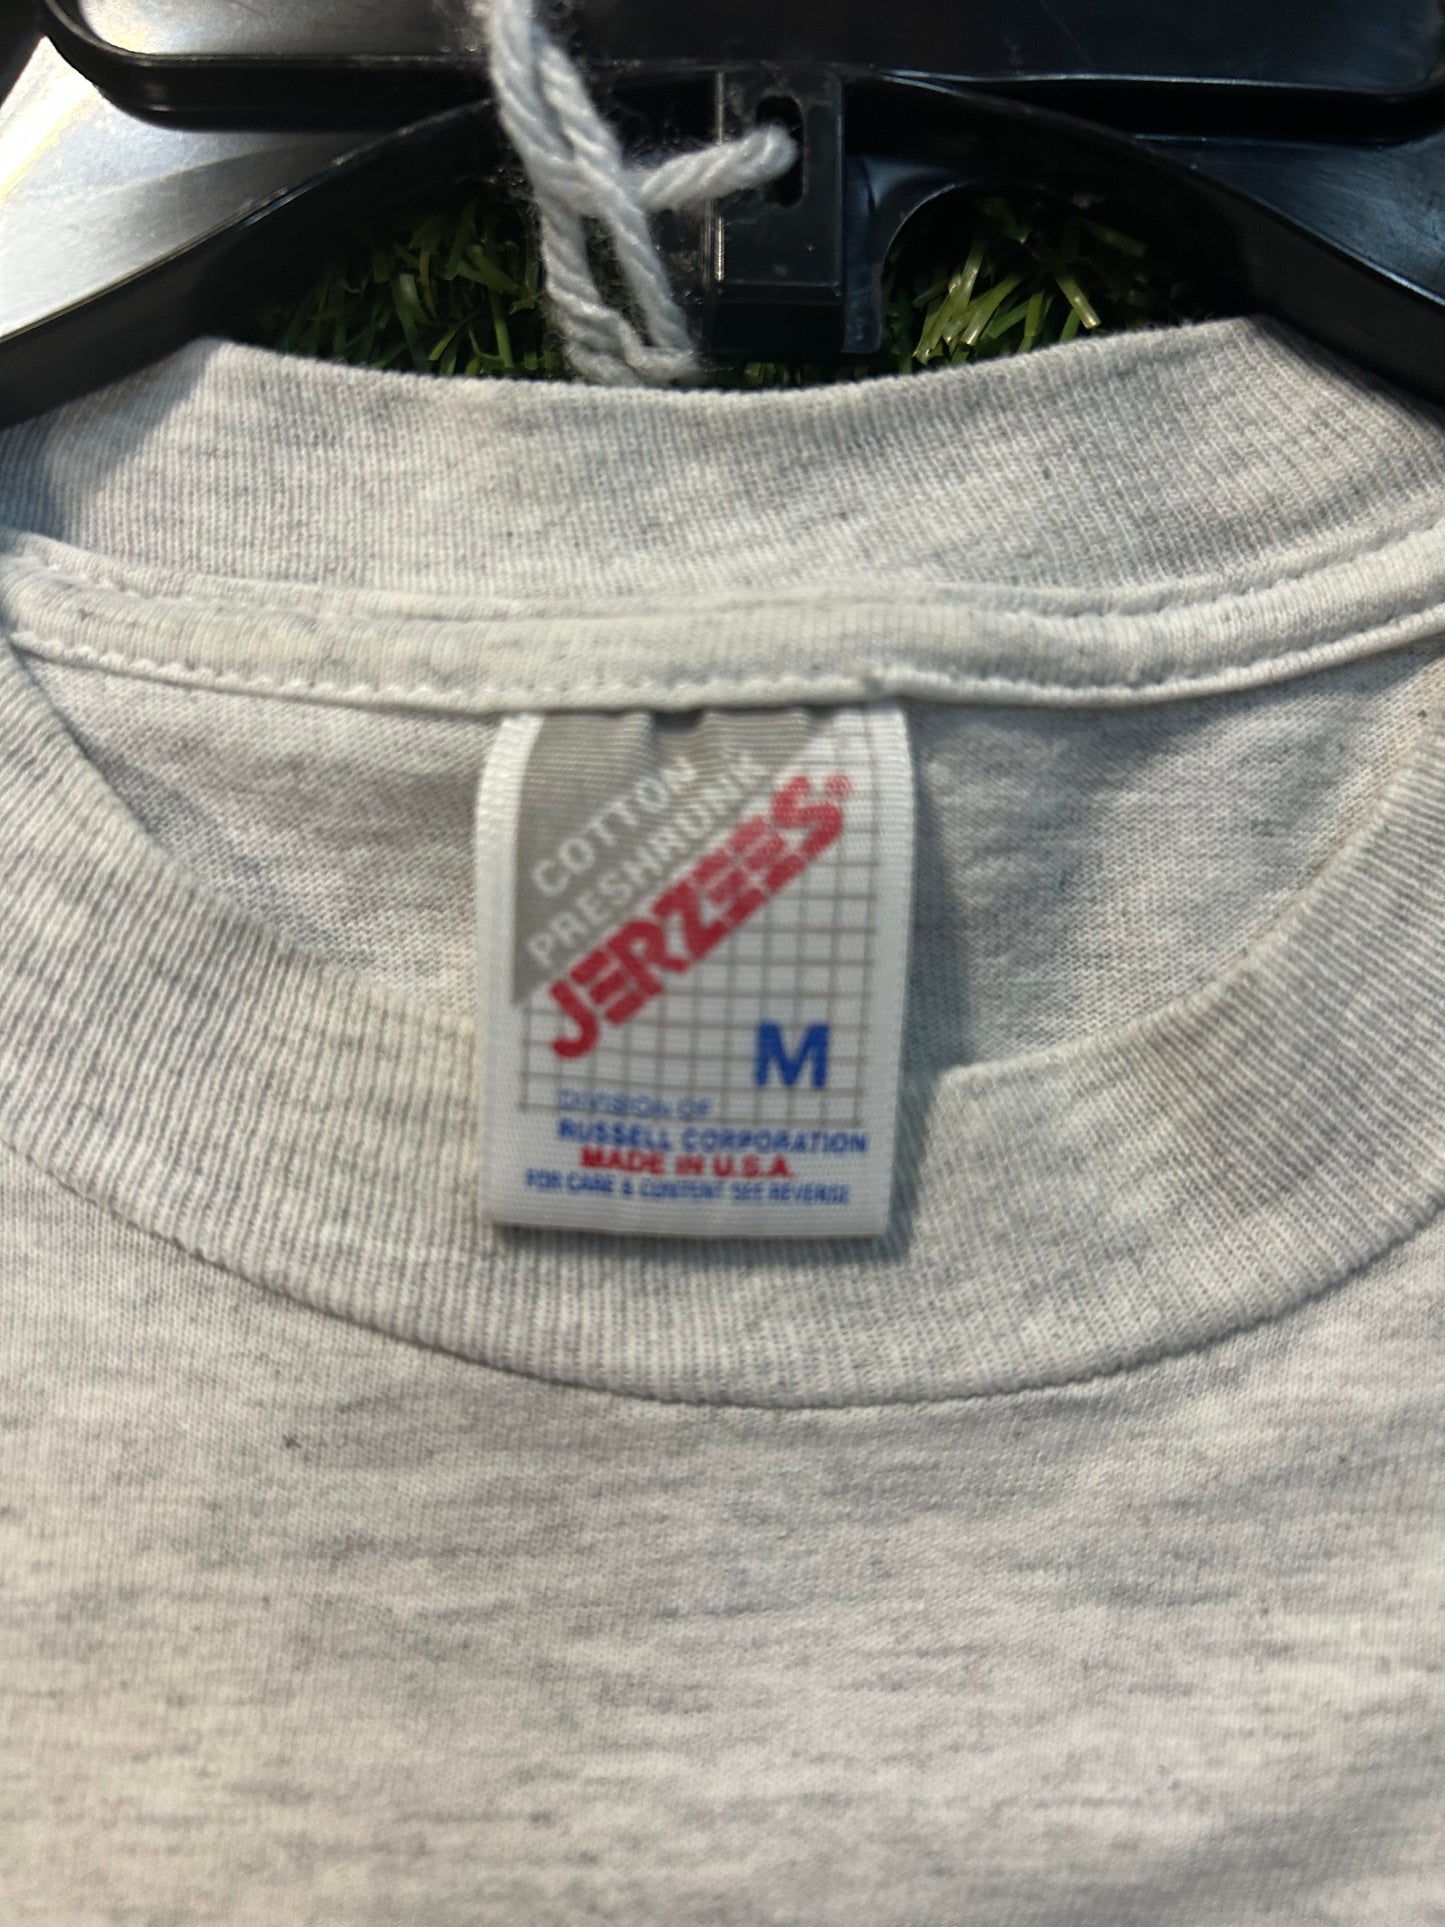 COTTON
PRESHRUNK
JERZEES®
M
DIVISION OF
RUSSELL CORPORATION
MADE IN U.S.A.
FOR CARE & CONTENT SEE REVERSE